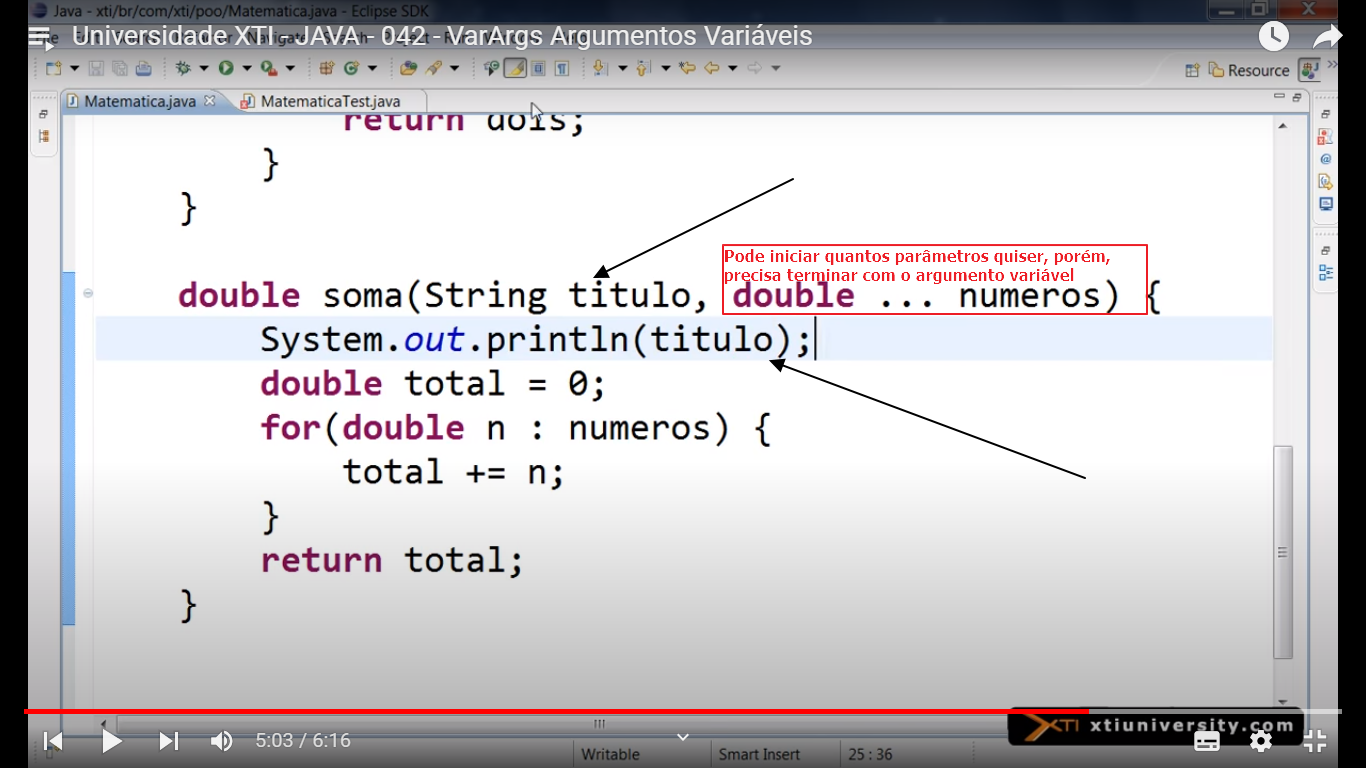 Java - xti/br/com/xti/poo/Matematica.java - Eclipse SDK
Universidade XTI - JAVA - 042 - VarArgs Argumentos Variáveis
Resource
Matematica.java
MatematicaTest.java
return dois;
}
}
Pode iniciar quantos parâmetros quiser, porém,
precisa terminar com o argumento variável
double soma(String titulo, double ... numeros) {
System.out.println(titulo);
double total = 0;
for(double n : numeros) {
total += n;
}
return total;
}
XTI xtiuniversity.com
5:03 / 6:16
Writable
Smart Insert
25 : 36